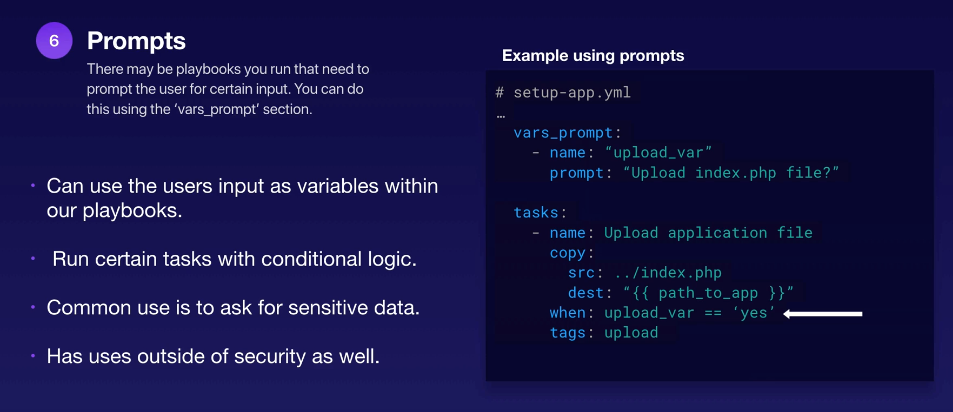 6
Prompts
There may be playbooks you run that need to
prompt the user for certain input. You can do
this using the ‘vars_prompt’ section.
• Can use the users input as variables within
our playbooks.
• Run certain tasks with conditional logic.
• Common use is to ask for sensitive data.
• Has uses outside of security as well.
Example using prompts
# setup-app.yml
…
  vars_prompt:
    - name: “upload_var”
      prompt: “Upload index.php file?”

  tasks:
    - name: Upload application file
      copy:
        src: ../index.php
        dest: “{{ path_to_app }}”
      when: upload_var == ‘yes’
      tags: upload